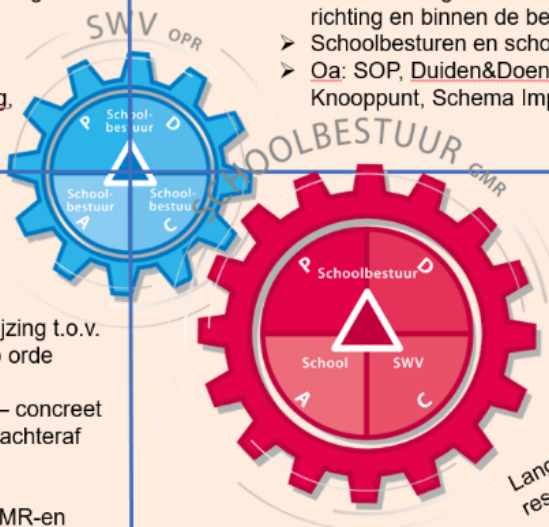 SWV OPR
richting en binnen de be
Schoolbesturen en scho
Oa: SOP, Duiden&Doen
Knooppunt, Schema Imp
g,
School-
bestuur
P D
School-
bestuur
School-
bestuu
A C
SCHOOLBESTUUR GMR
P Schoolbestuur D
School SWV
A C
jzing t.o.v.
orde
– concreet
achteraf
MR-en
Land
res